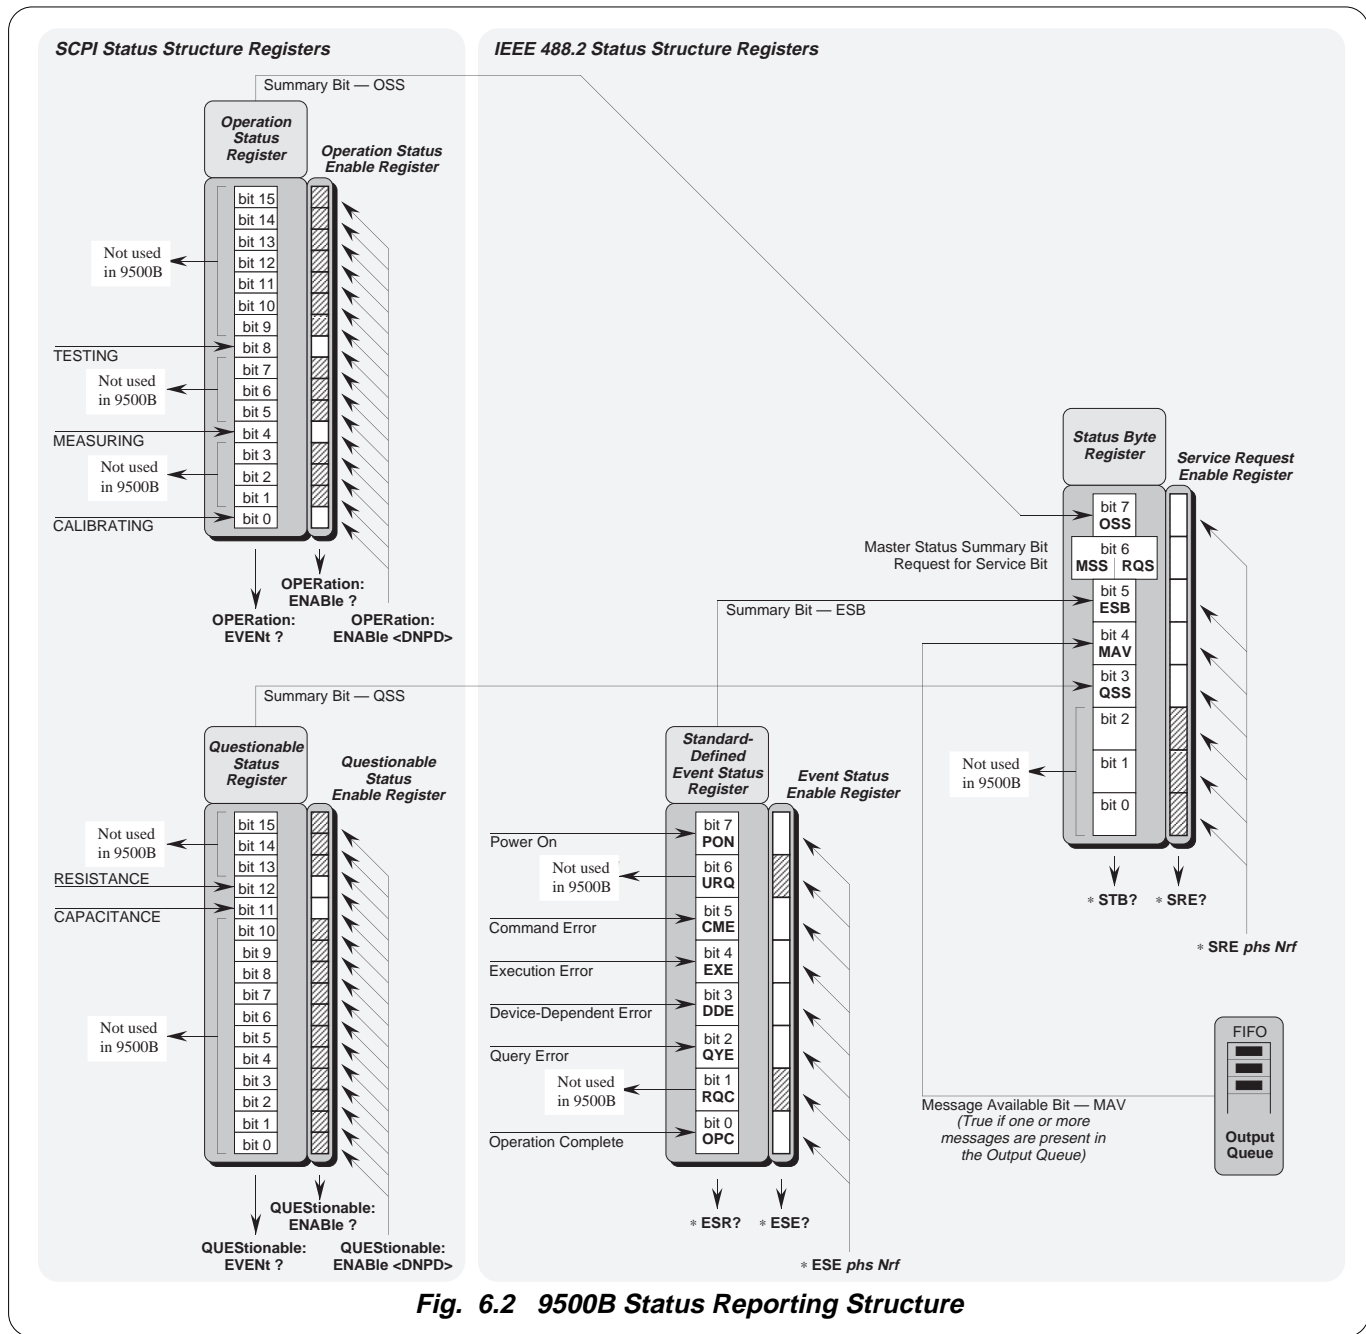 SCPI Status Structure Registers
IEEE 488.2 Status Structure Registers
Summary Bit — OSS
Operation
Status
Register
Operation Status
Enable Register
bit 15
bit 14
bit 13
bit 12
bit 11
bit 10
bit 9
bit 8
bit 7
bit 6
bit 5
bit 4
bit 3
bit 2
bit 1
bit 0
Not used
in 9500B
TESTING
Not used
in 9500B
MEASURING
Not used
in 9500B
CALIBRATING
OPERation:
ENABle ?
OPERation:
EVENt ?
OPERation:
ENABle <DNPD>
Summary Bit — QSS
Questionable
Status
Register
Questionable
Status
Enable Register
bit 15
bit 14
bit 13
bit 12
bit 11
bit 10
bit 9
bit 8
bit 7
bit 6
bit 5
bit 4
bit 3
bit 2
bit 1
bit 0
Not used
in 9500B
RESISTANCE
CAPACITANCE
Not used
in 9500B
QUEStionable:
ENABle ?
QUEStionable:
EVENt ?
QUEStionable:
ENABle <DNPD>
Summary Bit — ESB
Standard-
Defined
Event Status
Register
Event Status
Enable Register
Power On
bit 7
PON
Not used
in 9500B
bit 6
URQ
Command Error
bit 5
CME
Execution Error
bit 4
EXE
Device-Dependent Error
bit 3
DDE
Query Error
bit 2
QYE
Not used
in 9500B
bit 1
RQC
Operation Complete
bit 0
OPC
* ESR?
* ESE?
* ESE phs Nrf
Status Byte
Register
Service Request
Enable Register
bit 7
OSS
Master Status Summary Bit
Request for Service Bit
bit 6
MSS RQS
bit 5
ESB
bit 4
MAV
bit 3
QSS
bit 2
bit 1
bit 0
Not used
in 9500B
* STB?
* SRE?
* SRE phs Nrf
FIFO
Output
Queue
Message Available Bit — MAV
(True if one or more
messages are present in
the Output Queue)
Fig. 6.2 9500B Status Reporting Structure